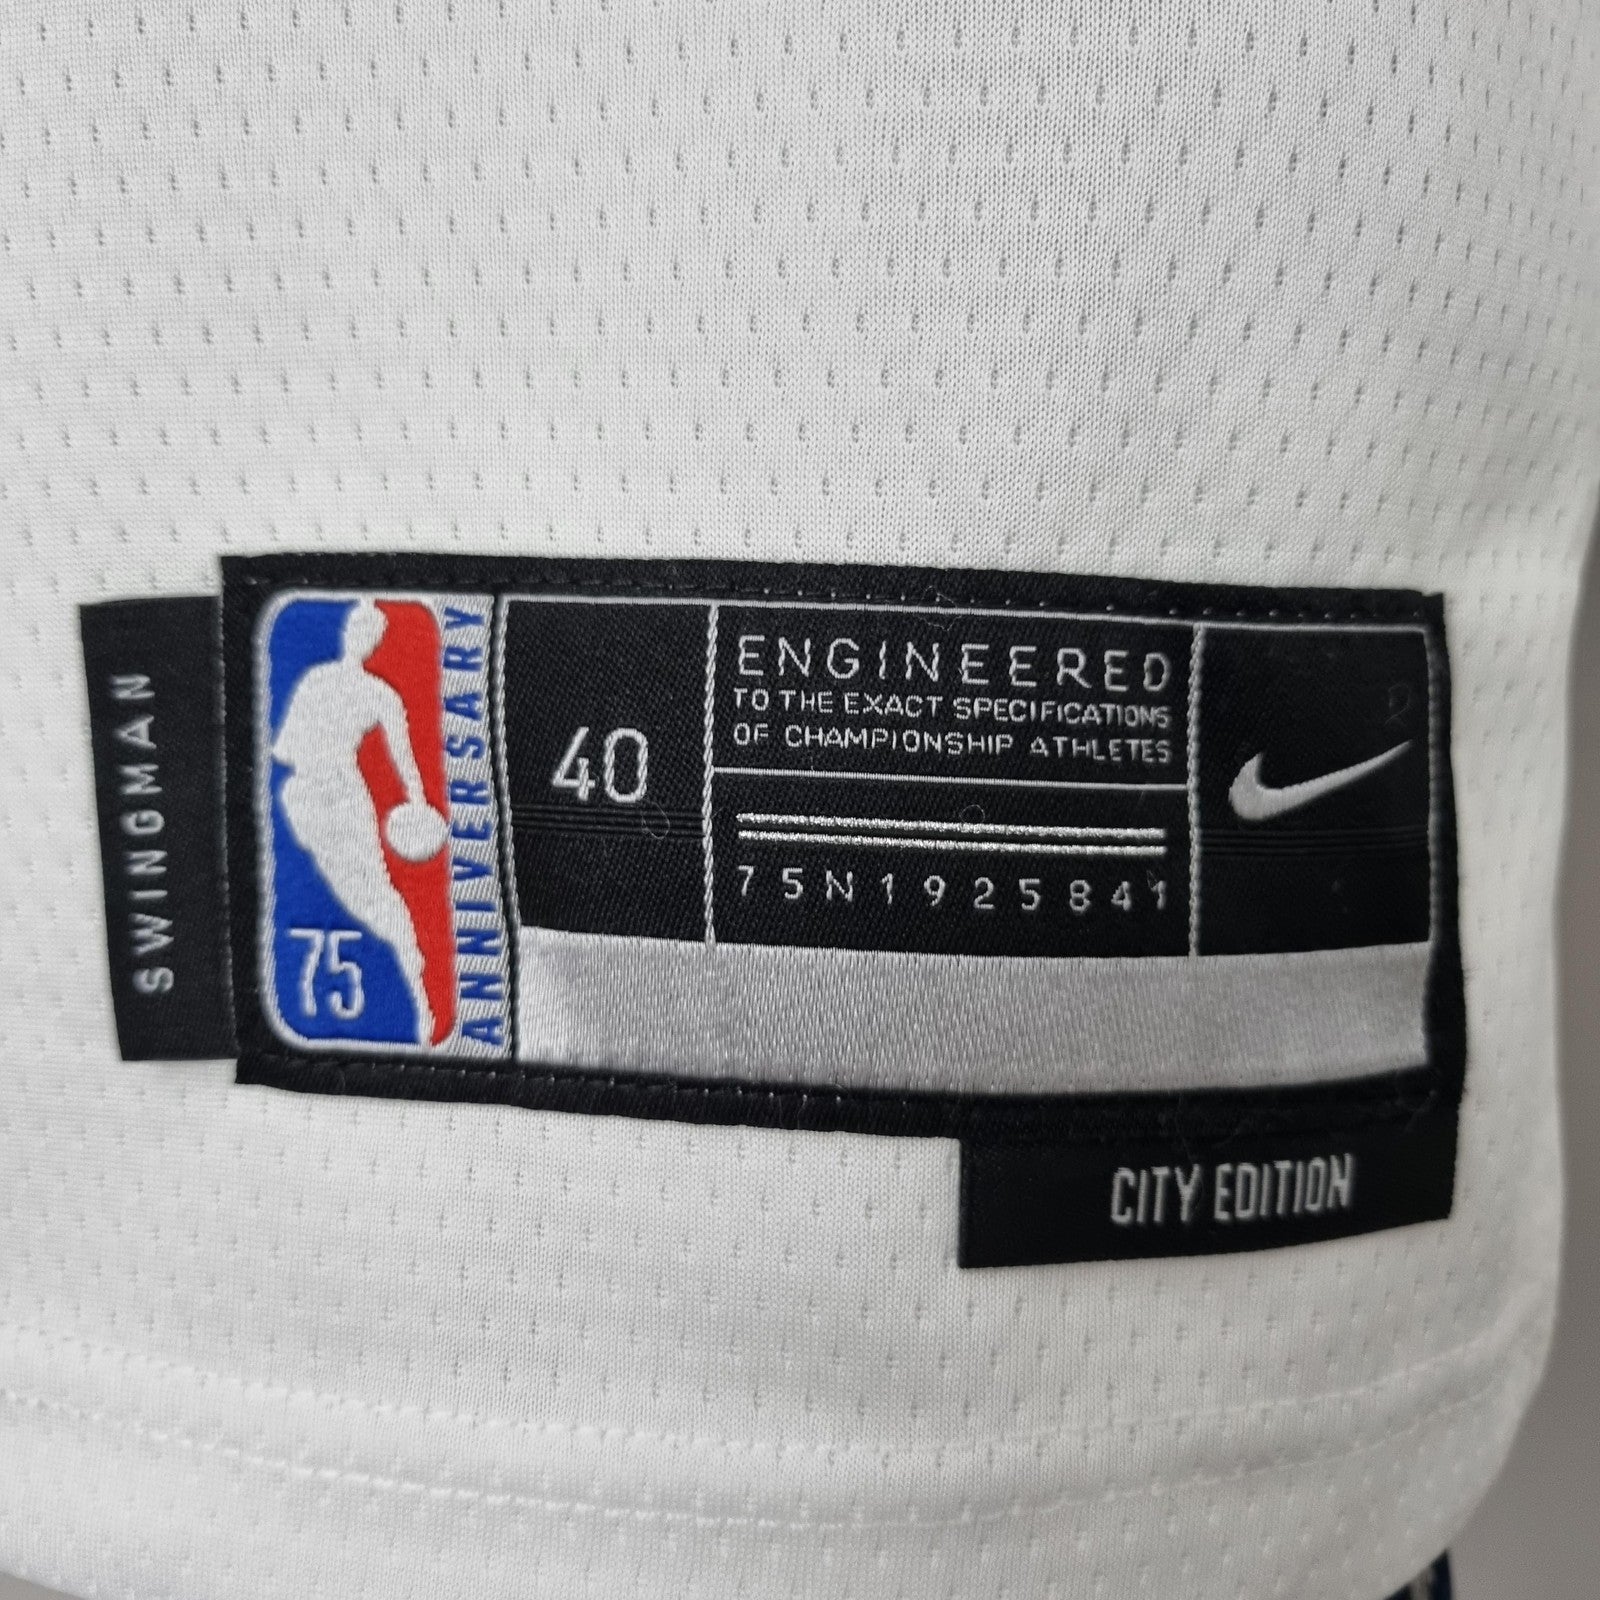 SWINGMAN
75
ANNIVERSARY
40
ENGINEERED
TO THE EXACT SPECIFICATIONS
OF CHAMPIONSHIP ATHLETES
75N1925841
CITY EDITION